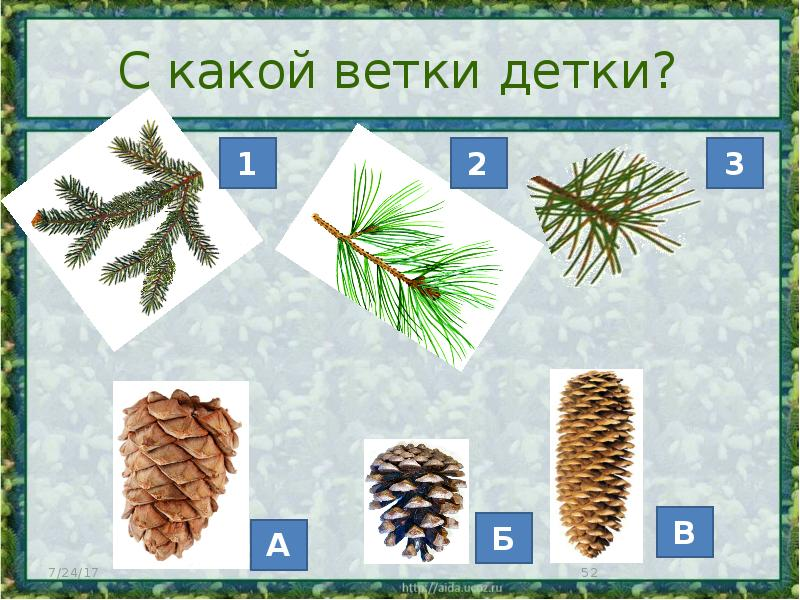 С какой ветки детки?
1
2
3
А
Б
В
7/24/17
52
http://aida.ucoz.ru